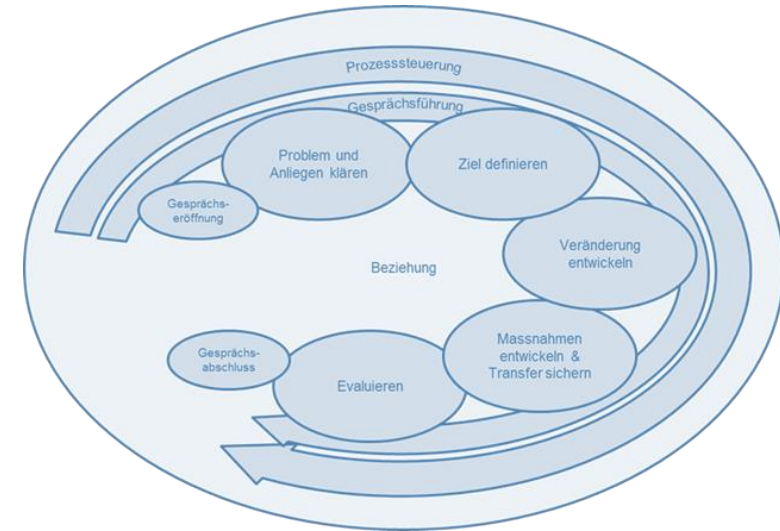 Prozesssteuerung
Gesprächsführung
Problem und
Anliegen klären
Ziel definieren
Gesprächs-
eröffnung
Veränderung
entwickeln
Beziehung
Massnahmen
entwickeln &
Transfer sichern
Gesprächs-
abschluss
Evaluieren